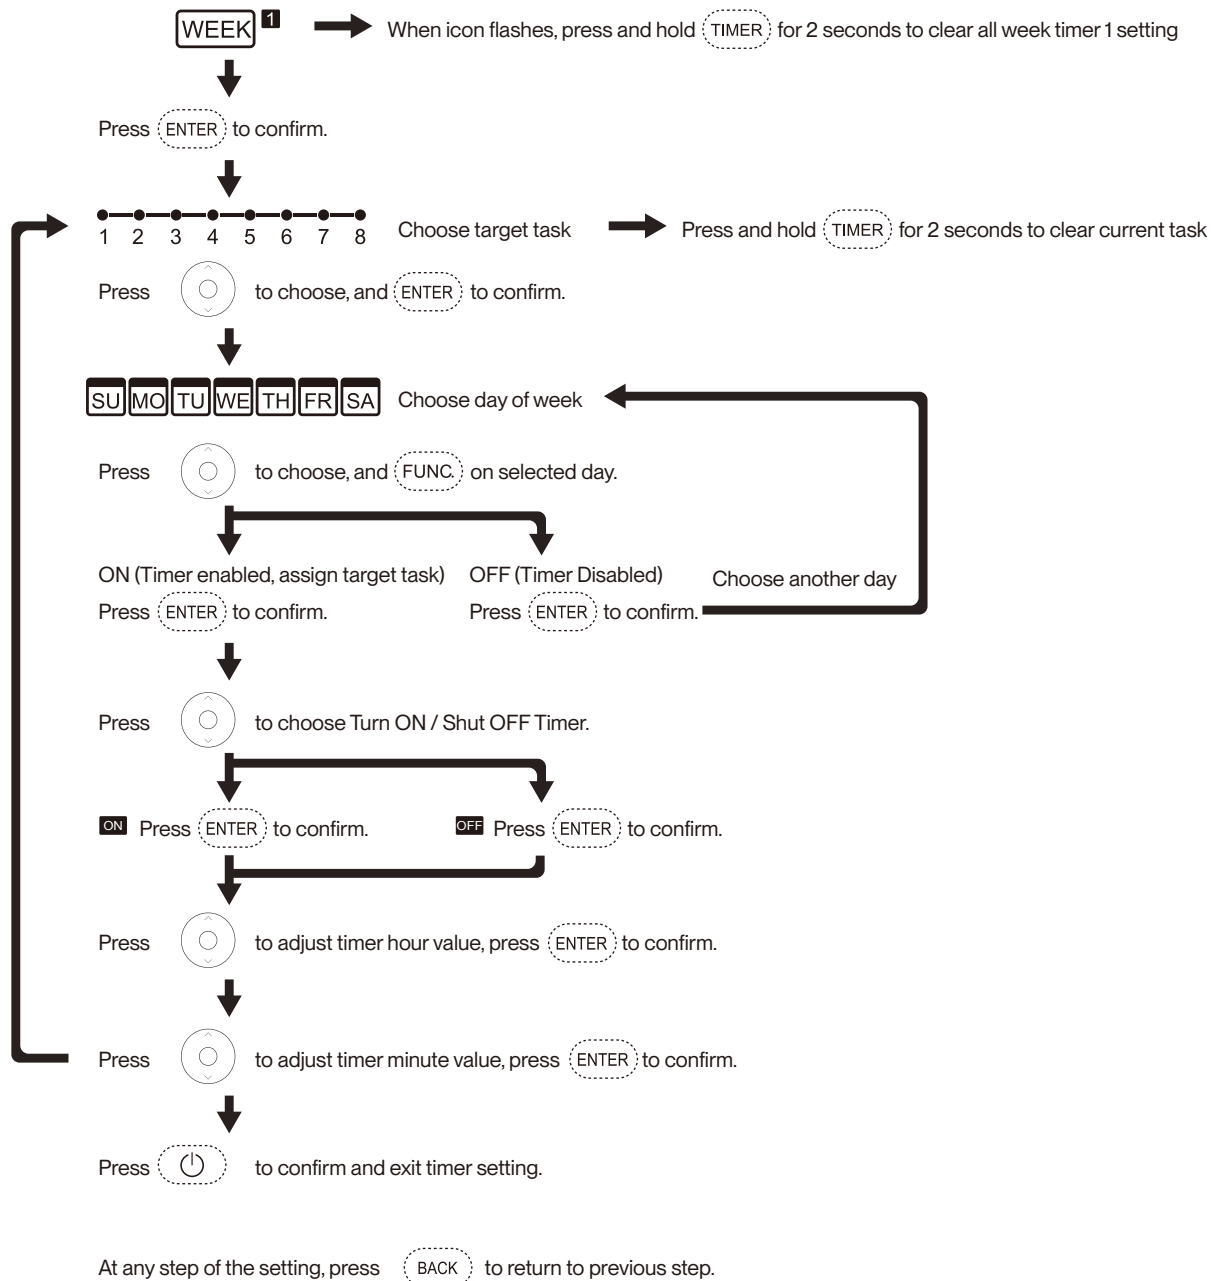 WEEK 1 When icon flashes, press and hold TIMER for 2 seconds to clear all week timer 1 setting
Press ENTER to confirm.
1 2 3 4 5 6 7 8 Choose target task Press and hold TIMER for 2 seconds to clear current task
Press to choose, and ENTER to confirm.
SU MO TU WE TH FR SA Choose day of week
Press to choose, and FUNC. on selected day.
ON (Timer enabled, assign target task) OFF (Timer Disabled) Choose another day
Press ENTER to confirm. Press ENTER to confirm.
Press to choose Turn ON / Shut OFF Timer.
ON Press ENTER to confirm. OFF Press ENTER to confirm.
Press to adjust timer hour value, press ENTER to confirm.
Press to adjust timer minute value, press ENTER to confirm.
Press to confirm and exit timer setting.
At any step of the setting, press BACK to return to previous step.